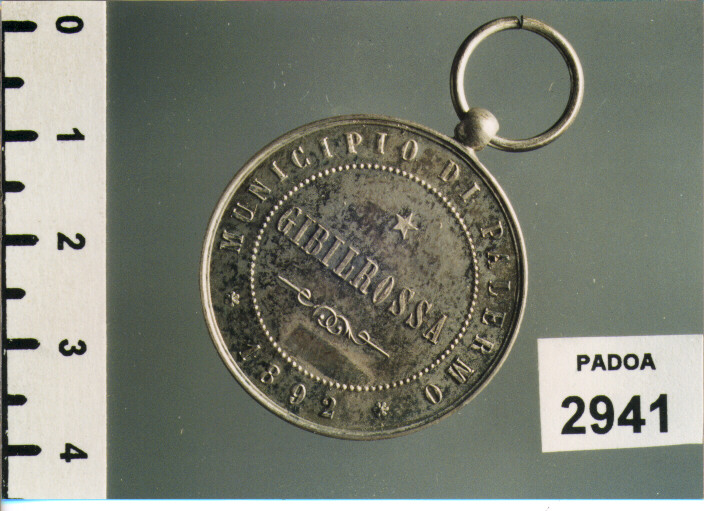 0
1
2
3
4
MUNICIPIO DI PALERMO
GIBILROSSA
* 1892 *
PADOA
2941